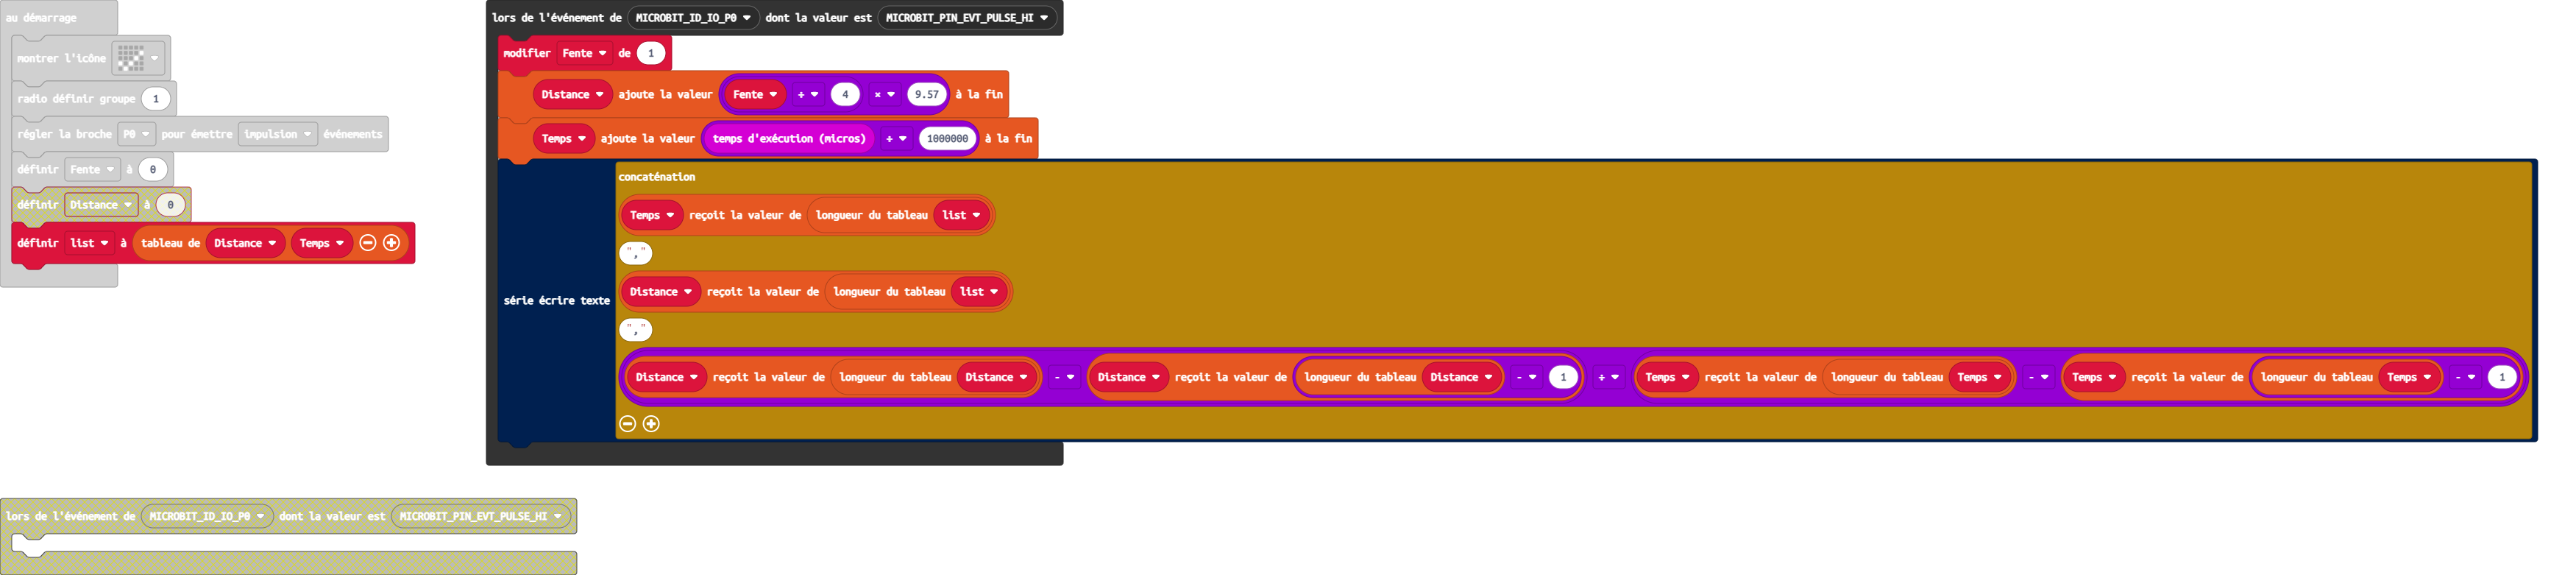 au démarrage
montrer l'icône
radio définir groupe 1
régler la broche P0 pour émettre impulsion événements
définir Fente à 0
définir Distance à 0
définir list à tableau de Distance Temps
lors de l'événement de MICROBIT_ID_IO_P0 dont la valeur est MICROBIT_PIN_EVT_PULSE_HI
modifier Fente de 1
Distance ajoute la valeur Fente ÷ 4 × 9.57 à la fin
Temps ajoute la valeur temps d'exécution (micros) ÷ 1000000 à la fin
série écrire texte
concaténation
Temps reçoit la valeur de longueur du tableau list
","
Distance reçoit la valeur de longueur du tableau list
","
Distance reçoit la valeur de longueur du tableau Distance - Distance reçoit la valeur de longueur du tableau Distance - 1 ÷ Temps reçoit la valeur de longueur du tableau Temps - Temps reçoit la valeur de longueur du tableau Temps - 1
lors de l'événement de MICROBIT_ID_IO_P0 dont la valeur est MICROBIT_PIN_EVT_PULSE_HI